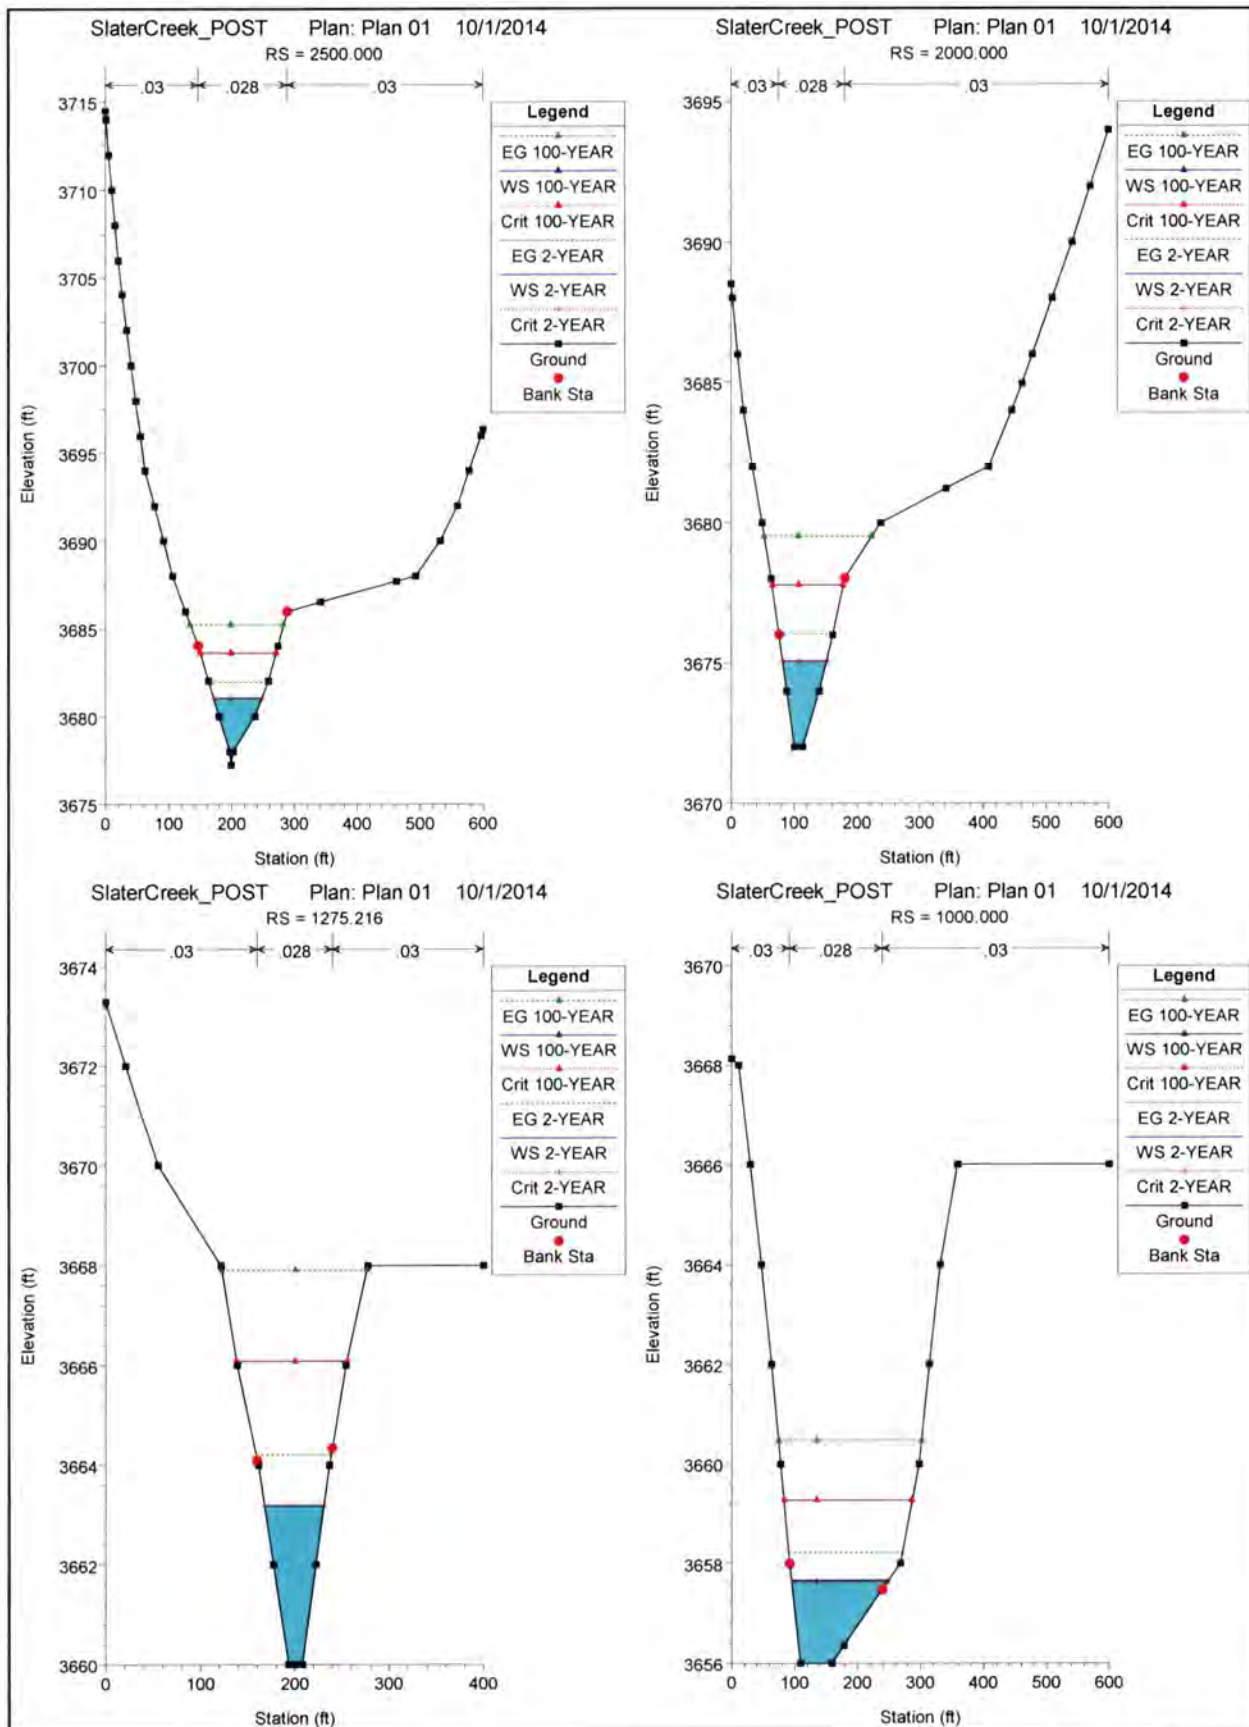 SlaterCreek_POST Plan: Plan 01 10/1/2014
RS = 2500.000
.03 .028 .03
3715
3710
3705
3700
3695
3690
3685
3680
3675
Elevation (ft)
0 100 200 300 400 500 600
Station (ft)
Legend
EG 100-YEAR
WS 100-YEAR
Crit 100-YEAR
EG 2-YEAR
WS 2-YEAR
Crit 2-YEAR
Ground
Bank Sta
SlaterCreek_POST Plan: Plan 01 10/1/2014
RS = 2000.000
.03 .028 .03
3695
3690
3685
3680
3675
3670
Elevation (ft)
0 100 200 300 400 500 600
Station (ft)
Legend
EG 100-YEAR
WS 100-YEAR
Crit 100-YEAR
EG 2-YEAR
WS 2-YEAR
Crit 2-YEAR
Ground
Bank Sta
SlaterCreek_POST Plan: Plan 01 10/1/2014
RS = 1275.216
.03 .028 .03
3674
3672
3670
3668
3666
3664
3662
3660
Elevation (ft)
0 100 200 300 400
Station (ft)
Legend
EG 100-YEAR
WS 100-YEAR
Crit 100-YEAR
EG 2-YEAR
WS 2-YEAR
Crit 2-YEAR
Ground
Bank Sta
SlaterCreek_POST Plan: Plan 01 10/1/2014
RS = 1000.000
.03 .028 .03
3670
3668
3666
3664
3662
3660
3658
3656
Elevation (ft)
0 100 200 300 400 500 600
Station (ft)
Legend
EG 100-YEAR
WS 100-YEAR
Crit 100-YEAR
EG 2-YEAR
WS 2-YEAR
Crit 2-YEAR
Ground
Bank Sta